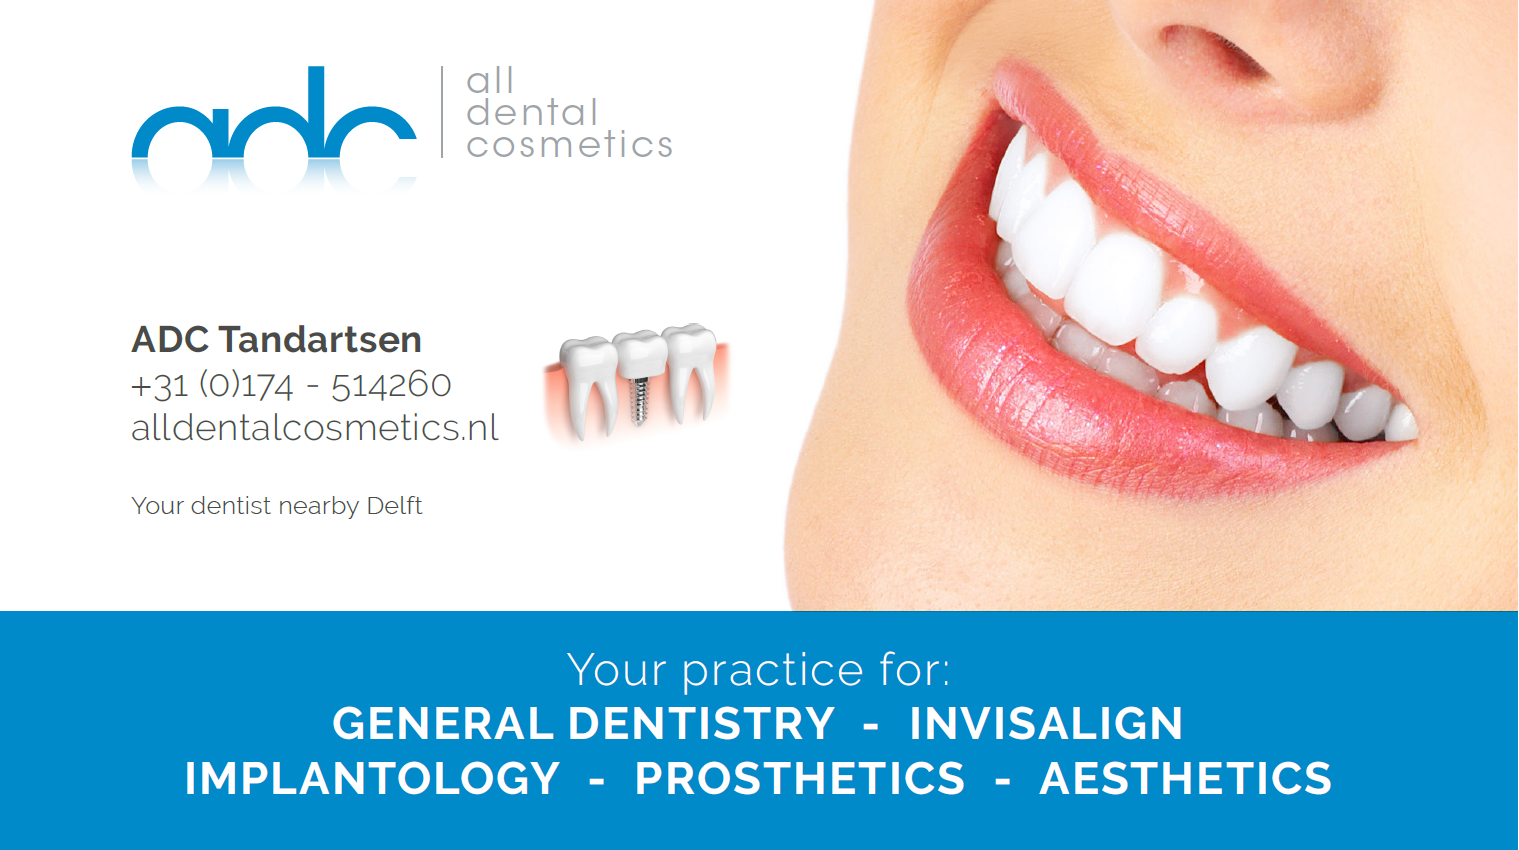 adc
all
dental
cosmetics
ADC Tandartsen
+31 (0)174 - 514260
alldentalcosmetics.nl
Your dentist nearby Delft
Your practice for:
GENERAL DENTISTRY - INVISALIGN
IMPLANTOLOGY - PROSTHETICS - AESTHETICS